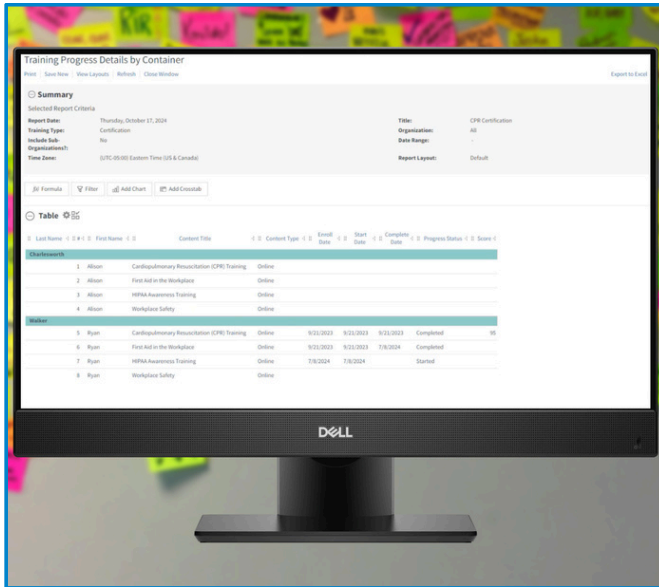 Training Progress Details by Container
Print Save New View Layouts Refresh Close Window Export to Excel
Summary
Selected Report Criteria
Report Date: Thursday, October 17, 2024 Title: CPR Certification
Training Type: Certification Organization: All
Include Sub-Organizations?: No Date Range: -
Time Zone: (UTC-05:00) Eastern Time (US & Canada) Report Layout: Default
Formula Filter Add Chart Add Crosstab
Table
Last Name # First Name Content Title Content Type Enroll Date Start Date Complete Date Progress Status Score
Charlesworth
1 Allison Cardiopulmonary Resuscitation (CPR) Training Online
2 Allison First Aid in the Workplace Online
3 Allison HIPAA Awareness Training Online
4 Allison Workplace Safety Online
Walker
5 Ryan Cardiopulmonary Resuscitation (CPR) Training Online 9/21/2023 9/21/2023 9/21/2023 Completed 95
6 Ryan First Aid in the Workplace Online 9/21/2023 9/21/2023 7/8/2024 Completed
7 Ryan HIPAA Awareness Training Online 7/8/2024 7/8/2024 Started
8 Ryan Workplace Safety Online
DELL